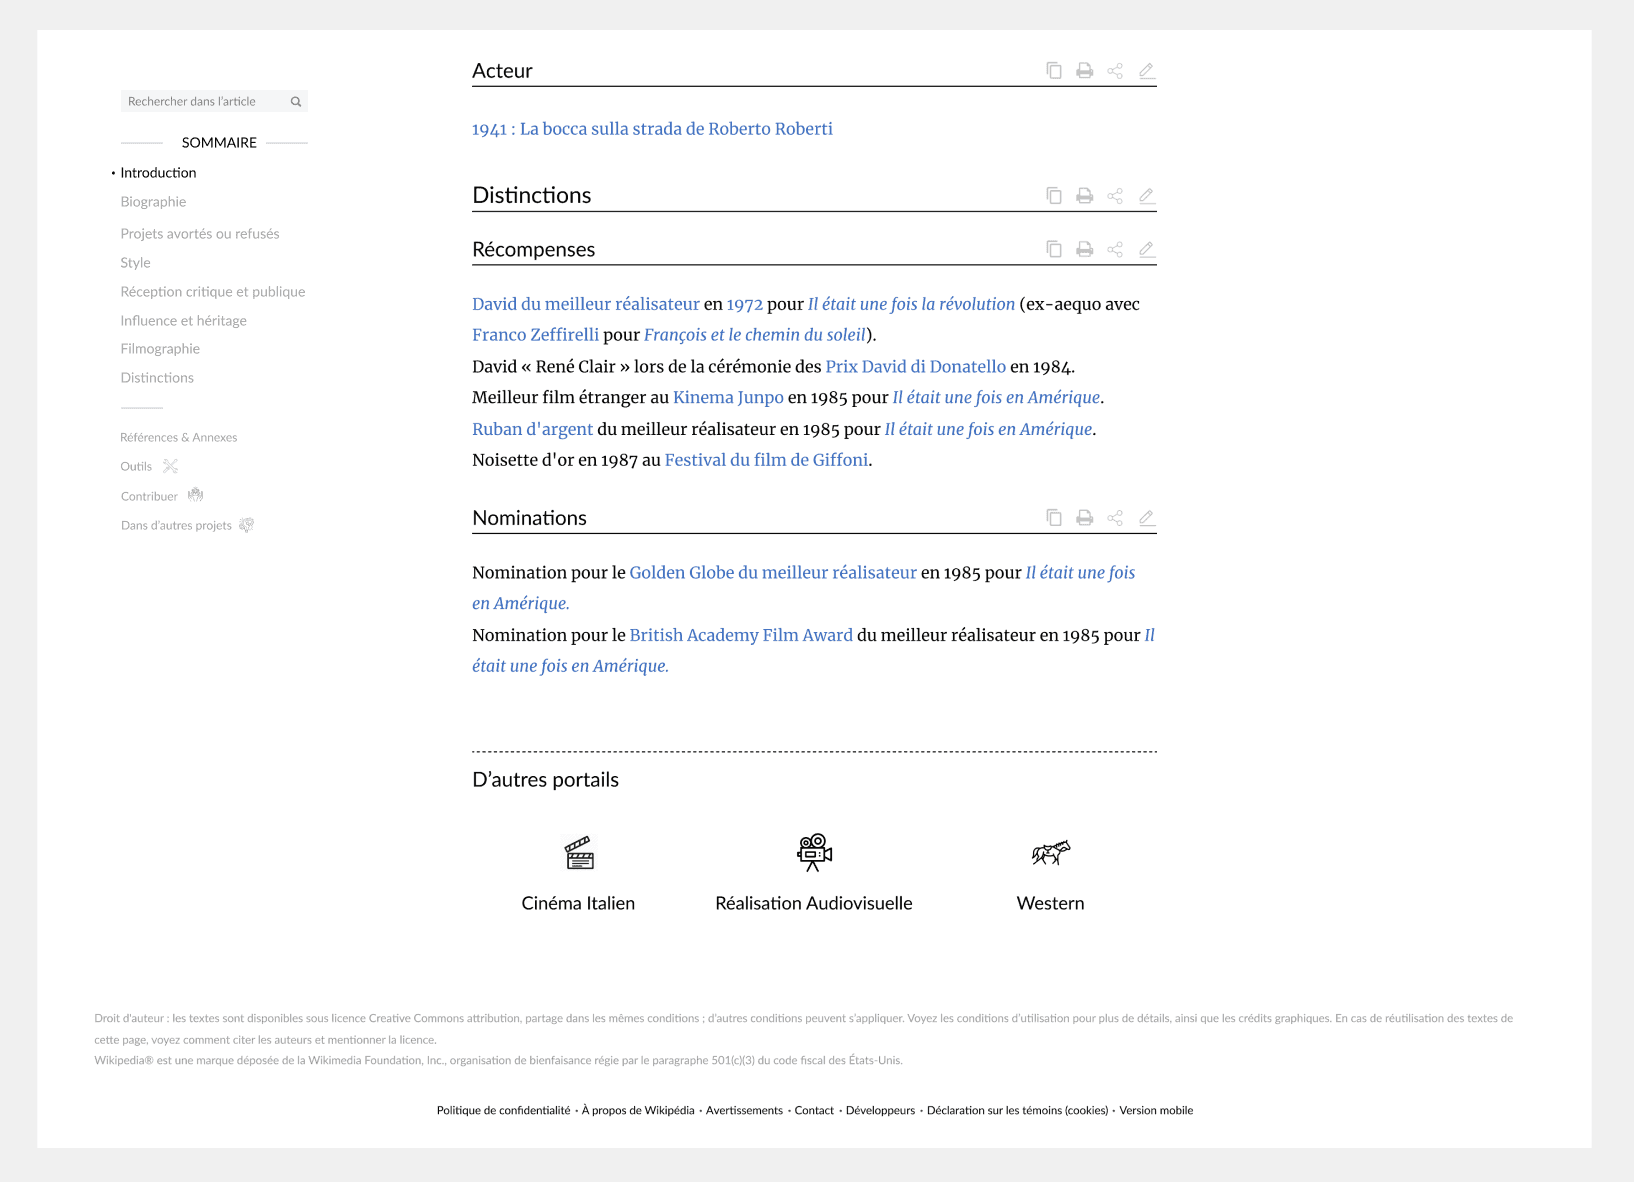 Rechercher dans l'article
SOMMAIRE
• Introduction
Biographie
Projets avortés ou refusés
Style
Réception critique et publique
Influence et héritage
Filmographie
Distinctions
Références & Annexes
Outils
Contribuer
Dans d'autres projets
Acteur
1941 : La bocca sulla strada de Roberto Roberti
Distinctions
Récompenses
David du meilleur réalisateur en 1972 pour Il était une fois la révolution (ex-aequo avec
Franco Zeffirelli pour François et le chemin du soleil).
David « René Clair » lors de la cérémonie des Prix David di Donatello en 1984.
Meilleur film étranger au Kinema Junpo en 1985 pour Il était une fois en Amérique.
Ruban d'argent du meilleur réalisateur en 1985 pour Il était une fois en Amérique.
Noisette d'or en 1987 au Festival du film de Giffoni.
Nominations
Nomination pour le Golden Globe du meilleur réalisateur en 1985 pour Il était une fois
en Amérique.
Nomination pour le British Academy Film Award du meilleur réalisateur en 1985 pour Il
était une fois en Amérique.
D'autres portails
Cinéma Italien
Réalisation Audiovisuelle
Western
Droit d'auteur : les textes sont disponibles sous licence Creative Commons attribution, partage dans les mêmes conditions ; d'autres conditions peuvent s'appliquer. Voyez les conditions d'utilisation pour plus de détails, ainsi que les crédits graphiques. En cas de réutilisation des textes de
cette page, voyez comment citer les auteurs et mentionner la licence.
Wikipedia® est une marque déposée de la Wikimedia Foundation, Inc., organisation de bienfaisance régie par le paragraphe 501(c)(3) du code fiscal des États-Unis.
Politique de confidentialité • À propos de Wikipédia • Avertissements • Contact • Développeurs • Déclaration sur les témoins (cookies) • Version mobile